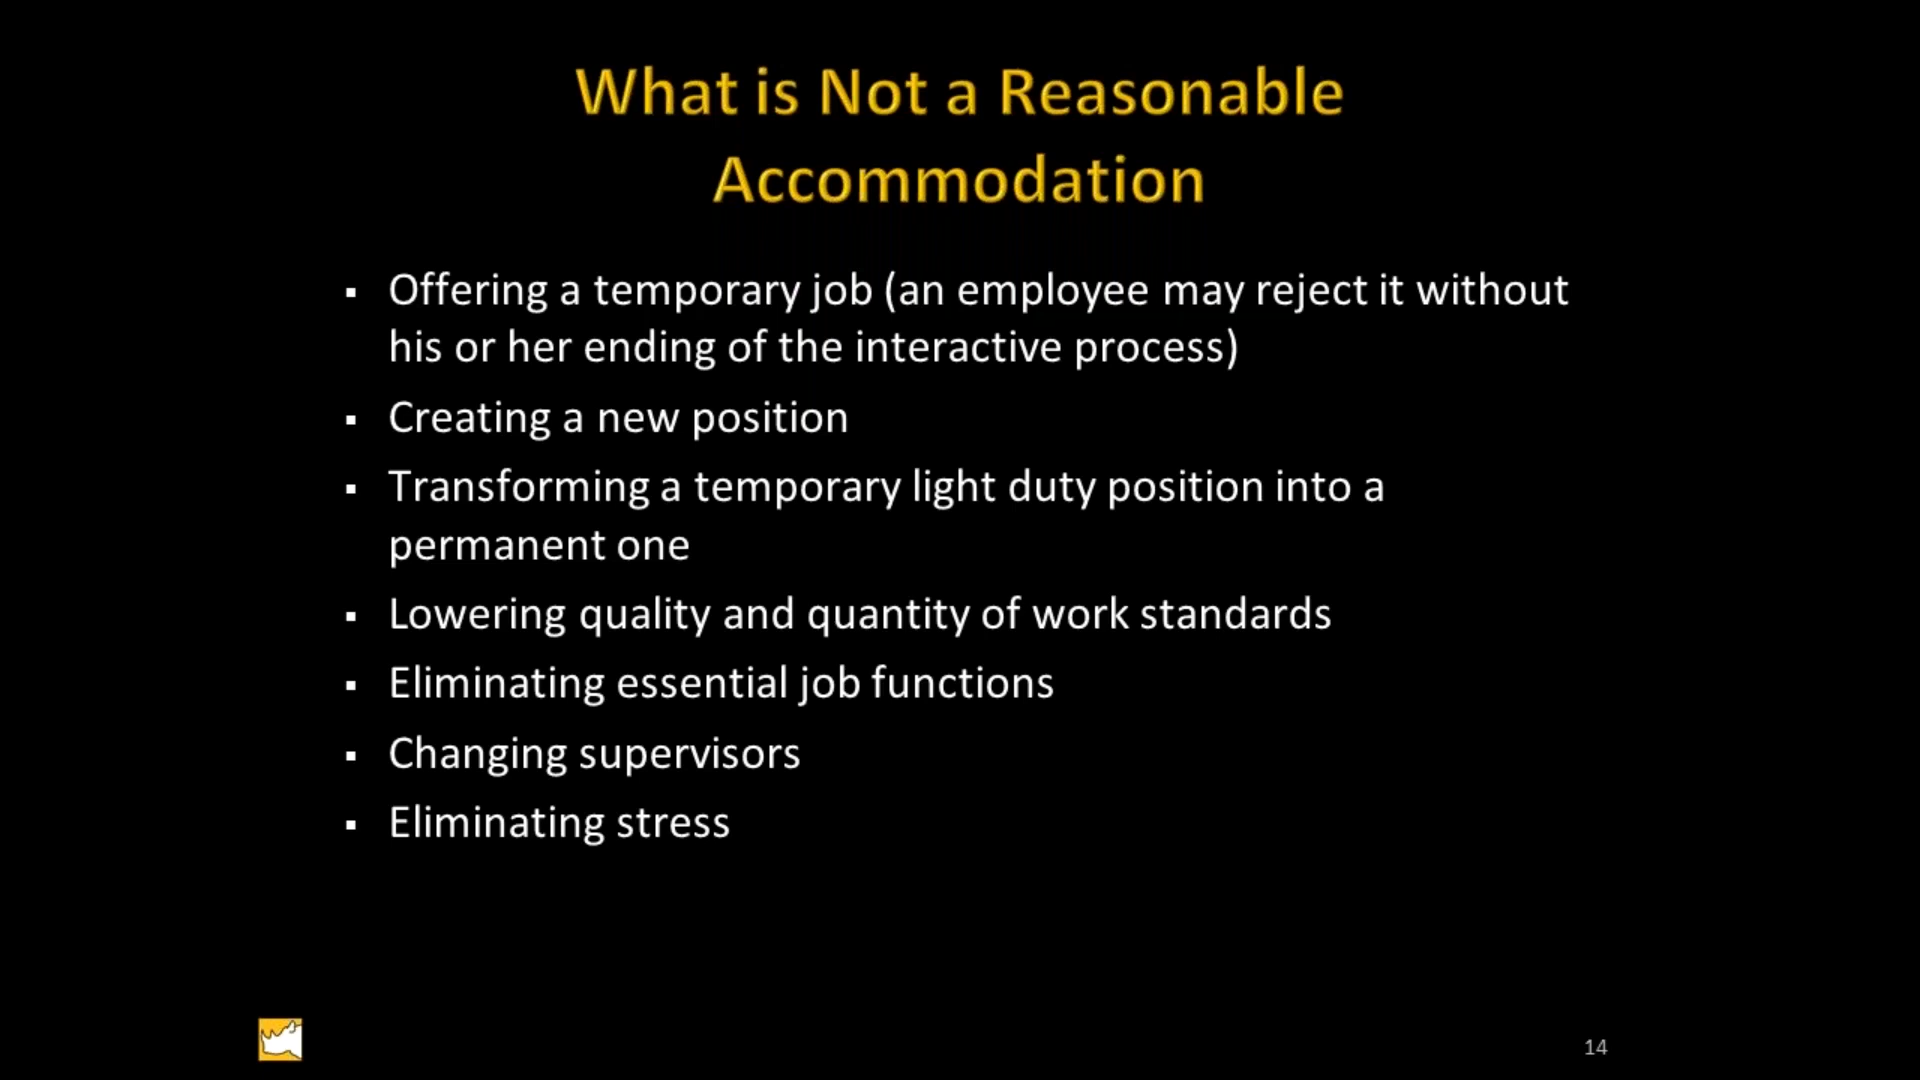 What is Not a Reasonable
Accommodation
▪ Offering a temporary job (an employee may reject it without
his or her ending of the interactive process)
▪ Creating a new position
▪ Transforming a temporary light duty position into a
permanent one
▪ Lowering quality and quantity of work standards
▪ Eliminating essential job functions
▪ Changing supervisors
▪ Eliminating stress
14